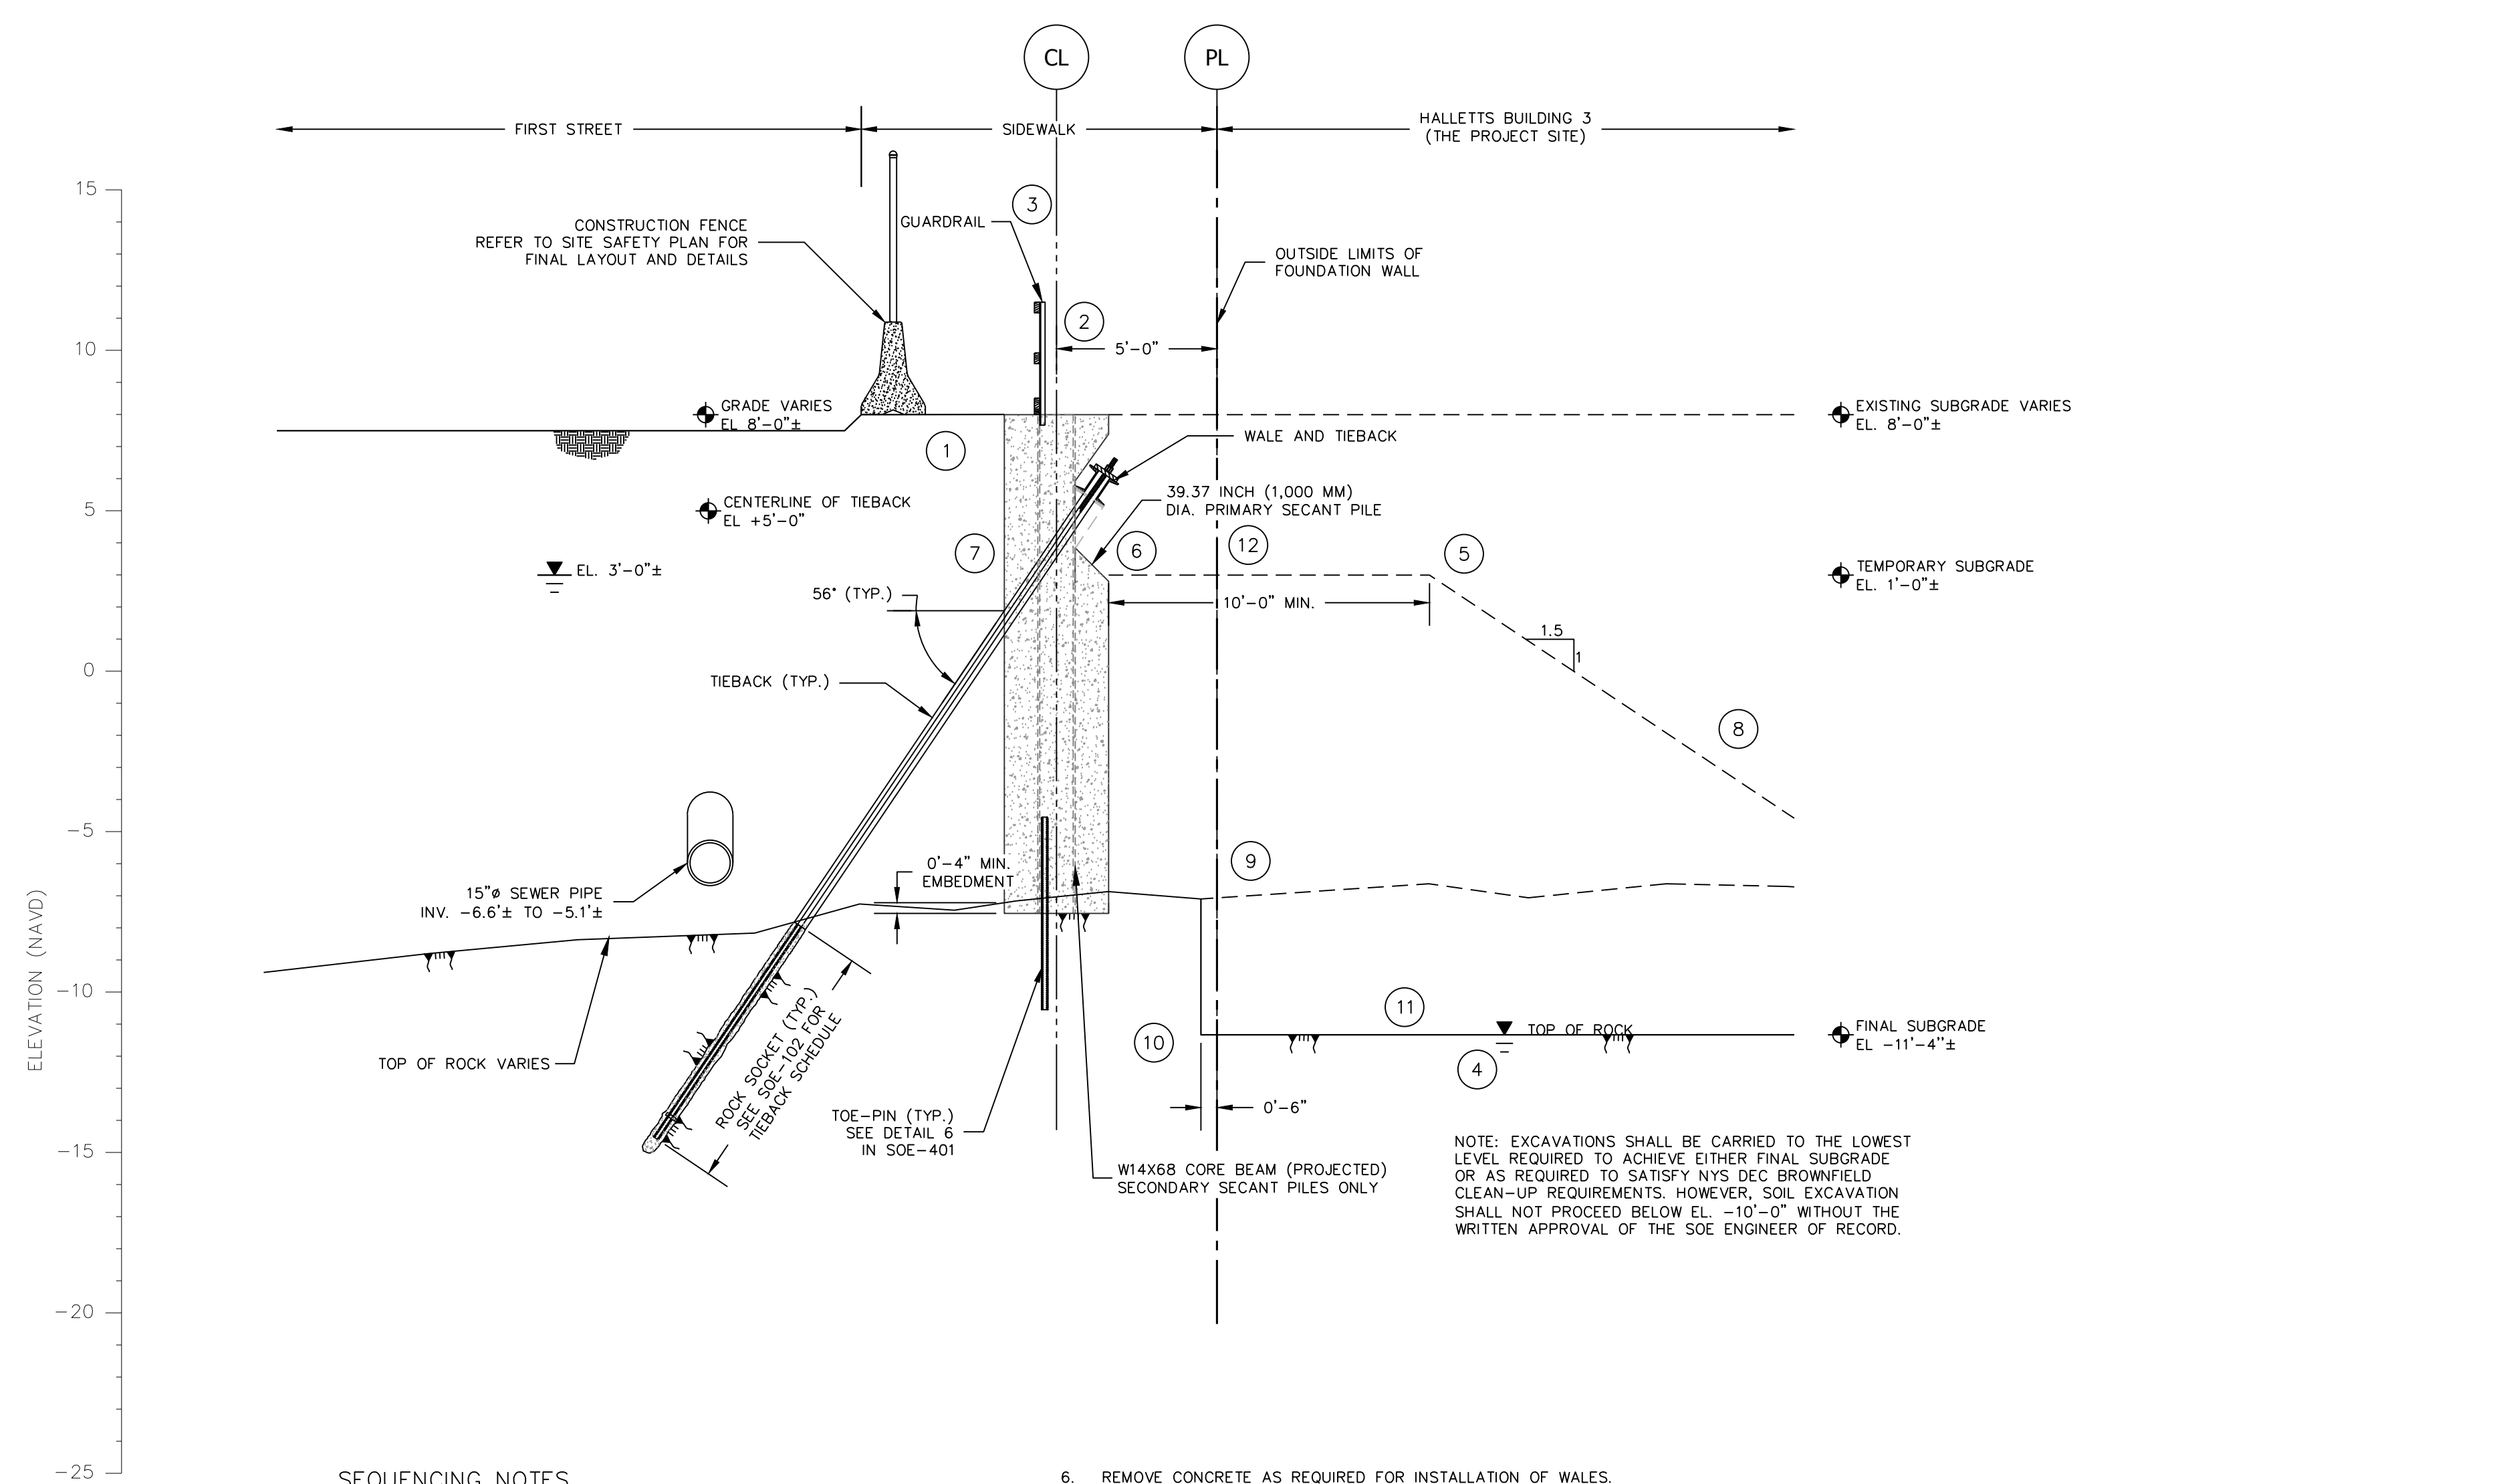 CL
PL
FIRST STREET
SIDEWALK
HALLETTS BUILDING 3
(THE PROJECT SITE)
15
10
5
0
-5
-10
-15
-20
-25
ELEVATION (NAVD)
3
GUARDRAIL
CONSTRUCTION FENCE
REFER TO SITE SAFETY PLAN FOR
FINAL LAYOUT AND DETAILS
OUTSIDE LIMITS OF
FOUNDATION WALL
2
5'-0"
GRADE VARIES
EL 8'-0"±
EXISTING SUBGRADE VARIES
EL. 8'-0"±
1
WALE AND TIEBACK
CENTERLINE OF TIEBACK
EL +5'-0"
39.37 INCH (1,000 MM)
DIA. PRIMARY SECANT PILE
7
6
12
5
EL. 3'-0"±
TEMPORARY SUBGRADE
EL. 1'-0"±
56° (TYP.)
10'-0" MIN.
1.5
1
TIEBACK (TYP.)
8
0'-4" MIN.
EMBEDMENT
9
15"ø SEWER PIPE
INV. -6.6'± TO -5.1'±
ROCK SOCKET (TYP.)
SEE SOE-102 FOR
TIEBACK SCHEDULE
11
TOP OF ROCK
FINAL SUBGRADE
EL -11'-4"±
10
4
TOP OF ROCK VARIES
0'-6"
TOE-PIN (TYP.)
SEE DETAIL 6
IN SOE-401
W14X68 CORE BEAM (PROJECTED)
SECONDARY SECANT PILES ONLY
NOTE: EXCAVATIONS SHALL BE CARRIED TO THE LOWEST
LEVEL REQUIRED TO ACHIEVE EITHER FINAL SUBGRADE
OR AS REQUIRED TO SATISFY NYS DEC BROWNFIELD
CLEAN-UP REQUIREMENTS. HOWEVER, SOIL EXCAVATION
SHALL NOT PROCEED BELOW EL. -10'-0" WITHOUT THE
WRITTEN APPROVAL OF THE SOE ENGINEER OF RECORD.
SEQUENCING NOTES
6. REMOVE CONCRETE AS REQUIRED FOR INSTALLATION OF WALES.